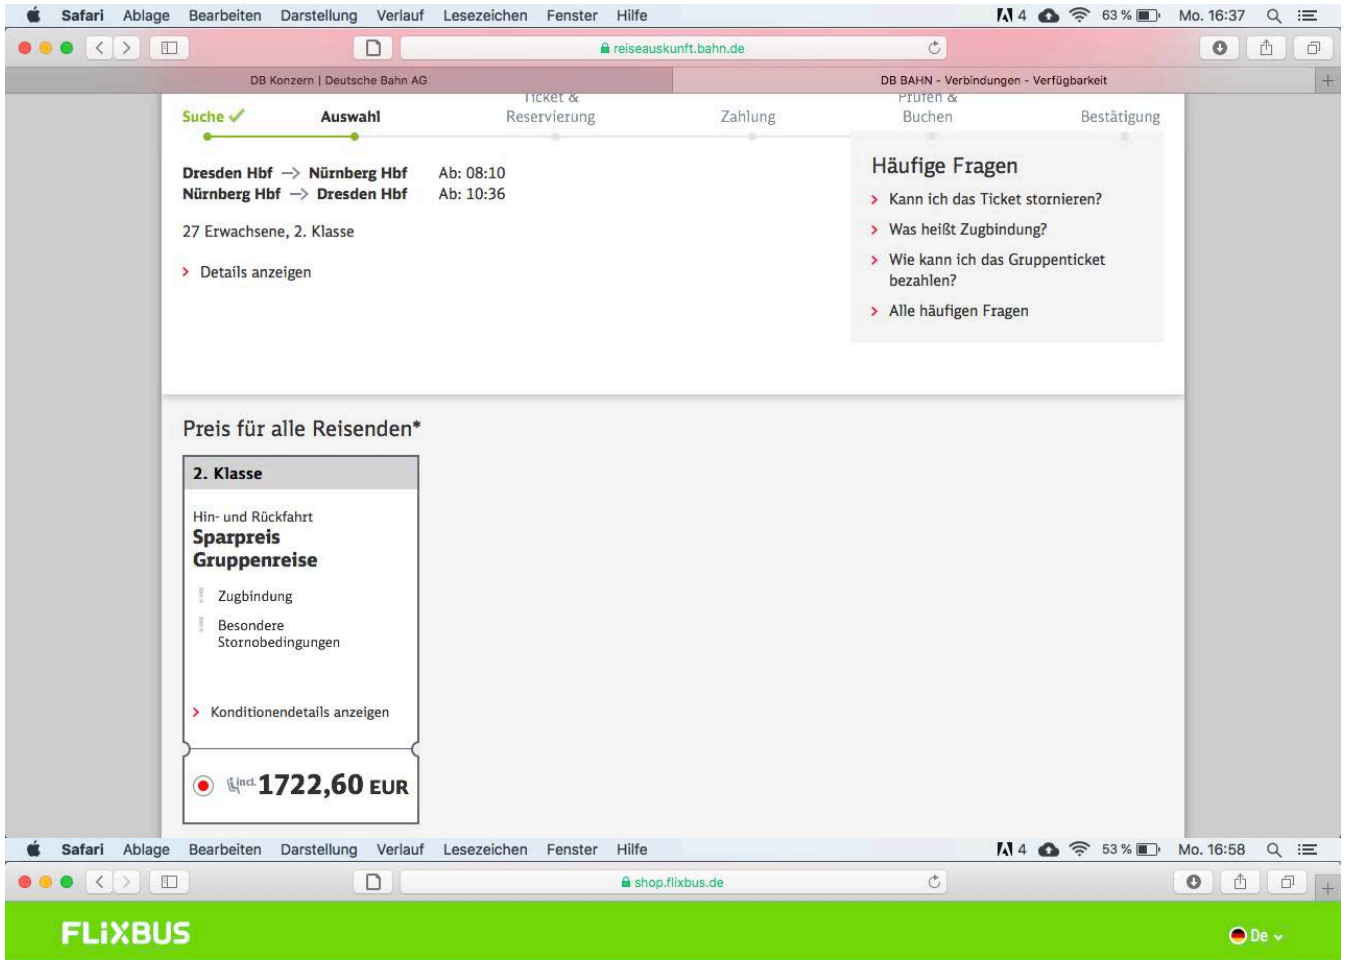 Safari Ablage Bearbeiten Darstellung Verlauf Lesezeichen Fenster Hilfe 4 63 % Mo. 16:37
reiseauskunft.bahn.de
DB Konzern | Deutsche Bahn AG
DB BAHN - Verbindungen - Verfügbarkeit
Suche
Auswahl
Ticket &
Reservierung
Zahlung
Prüfen &
Buchen
Bestätigung
Dresden Hbf —> Nürnberg Hbf Ab: 08:10
Nürnberg Hbf —> Dresden Hbf Ab: 10:36
27 Erwachsene, 2. Klasse
> Details anzeigen
Häufige Fragen
> Kann ich das Ticket stornieren?
> Was heißt Zugbindung?
> Wie kann ich das Gruppenticket
bezahlen?
> Alle häufigen Fragen
Preis für alle Reisenden*
2. Klasse
Hin- und Rückfahrt
Sparpreis
Gruppenreise
! Zugbindung
! Besondere
Stornobedingungen
> Konditionendetails anzeigen
incl. 1722,60 EUR
Safari Ablage Bearbeiten Darstellung Verlauf Lesezeichen Fenster Hilfe 4 53 % Mo. 16:58
shop.flixbus.de
FLiXBUS
De